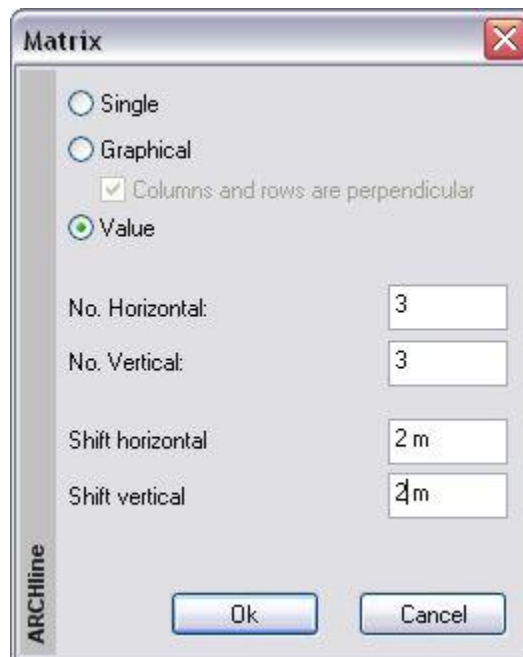 Matrix
Single
Graphical
Columns and rows are perpendicular
Value
No. Horizontal: 3
No. Vertical: 3
Shift horizontal 2 m
Shift vertical 2 m
ARCHline
Ok Cancel